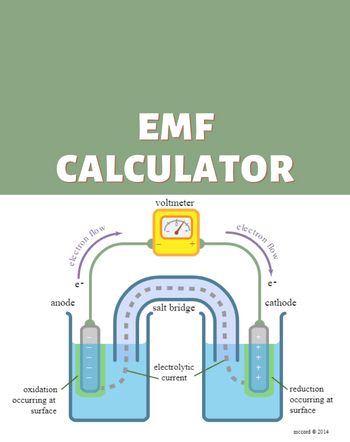 EMF
CALCULATOR
voltmeter
electron flow
electron flow
− +
e-
e-
anode
cathode
salt bridge
electrolytic
current
oxidation
occurring at
surface
reduction
occurring at
surface
mccord © 2014